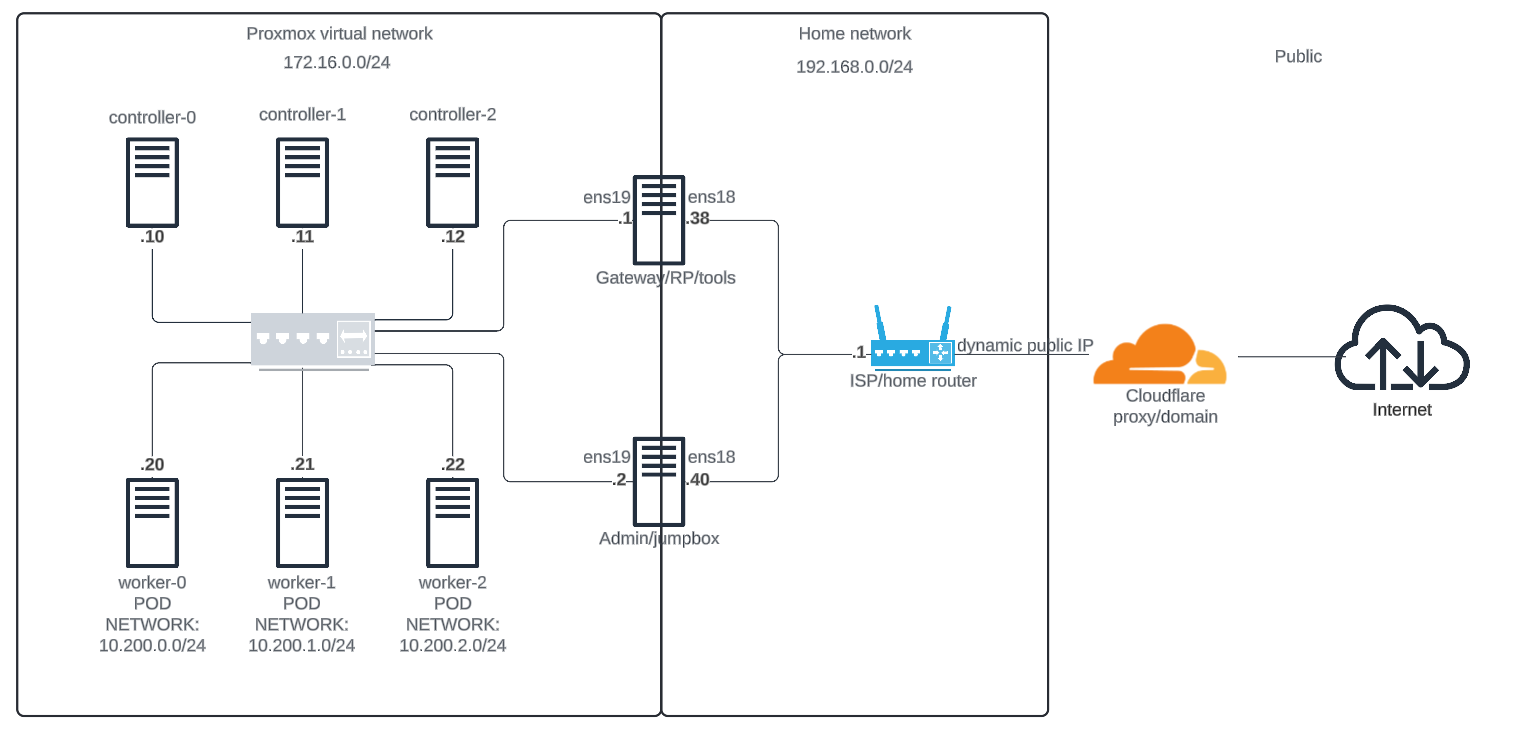 Proxmox virtual network
172.16.0.0/24
Home network
192.168.0.0/24
Public
controller-0
controller-1
controller-2
.10
.11
.12
ens19
ens18
.1
.38
Gateway/RP/tools
.1
dynamic public IP
ISP/home router
Cloudflare
proxy/domain
Internet
ens19
ens18
.2
.40
Admin/jumpbox
.20
.21
.22
worker-0
POD
NETWORK:
10.200.0.0/24
worker-1
POD
NETWORK:
10.200.1.0/24
worker-2
POD
NETWORK:
10.200.2.0/24